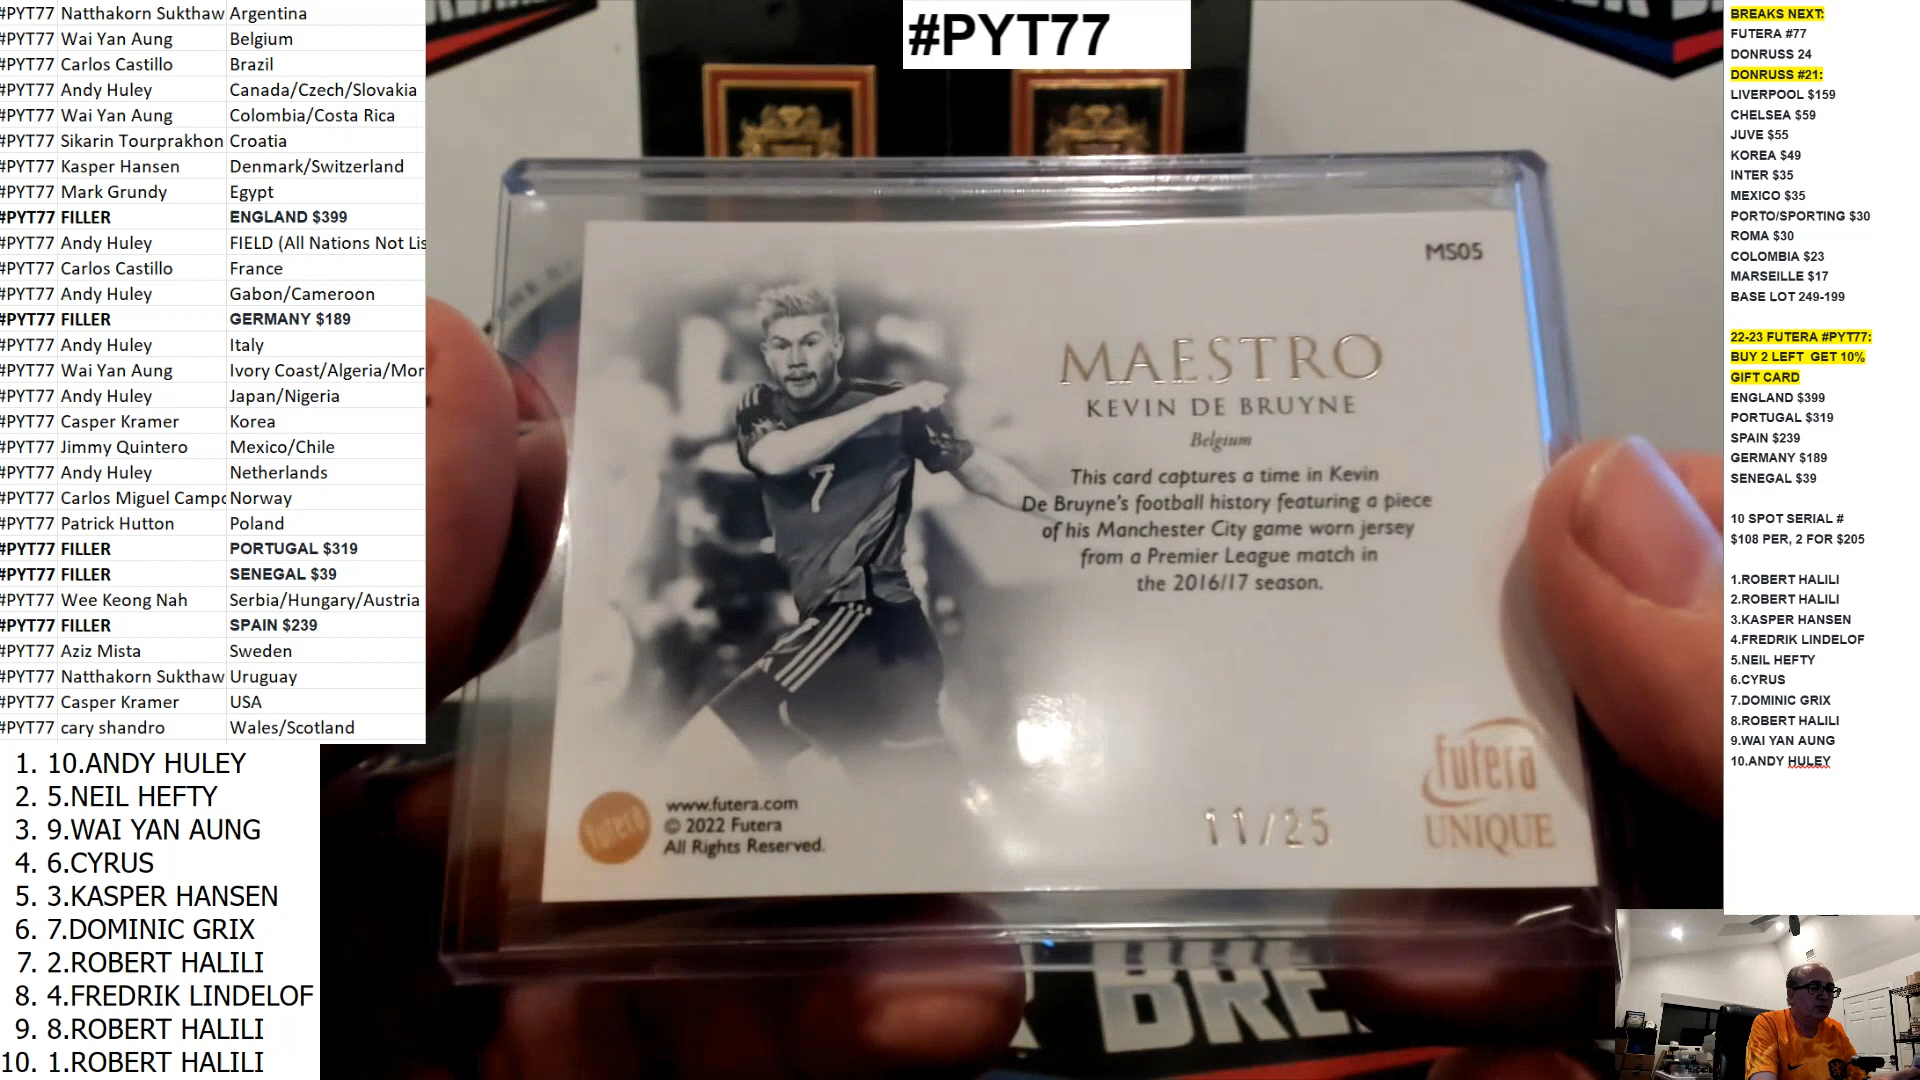 #PYT77 Natthakorn Sukthaw Argentina
#PYT77 Wai Yan Aung Belgium
#PYT77 Carlos Castillo Brazil
#PYT77 Andy Huley Canada/Czech/Slovakia
#PYT77 Wai Yan Aung Colombia/Costa Rica
#PYT77 Sikarin Tourprakhon Croatia
#PYT77 Kasper Hansen Denmark/Switzerland
#PYT77 Mark Grundy Egypt
#PYT77 FILLER ENGLAND $399
#PYT77 Andy Huley FIELD (All Nations Not Lis
#PYT77 Carlos Castillo France
#PYT77 Andy Huley Gabon/Cameroon
#PYT77 FILLER GERMANY $189
#PYT77 Andy Huley Italy
#PYT77 Wai Yan Aung Ivory Coast/Algeria/Mor
#PYT77 Andy Huley Japan/Nigeria
#PYT77 Casper Kramer Korea
#PYT77 Jimmy Quintero Mexico/Chile
#PYT77 Andy Huley Netherlands
#PYT77 Carlos Miguel Campo Norway
#PYT77 Patrick Hutton Poland
#PYT77 FILLER PORTUGAL $319
#PYT77 FILLER SENEGAL $39
#PYT77 Wee Keong Nah Serbia/Hungary/Austria
#PYT77 FILLER SPAIN $239
#PYT77 Aziz Mista Sweden
#PYT77 Natthakorn Sukthaw Uruguay
#PYT77 Casper Kramer USA
#PYT77 cary shandro Wales/Scotland
1. 10.ANDY HULEY
2. 5.NEIL HEFTY
3. 9.WAI YAN AUNG
4. 6.CYRUS
5. 3.KASPER HANSEN
6. 7.DOMINIC GRIX
7. 2.ROBERT HALILI
8. 4.FREDRIK LINDELOF
9. 8.ROBERT HALILI
10. 1.ROBERT HALILI
#PYT77
MS05
MAESTRO
KEVIN DE BRUYNE
Belgium
This card captures a time in Kevin
De Bruyne's football history featuring a piece
of his Manchester City game worn jersey
from a Premier League match in
the 2016/17 season.
7
futera
www.futera.com
© 2022 Futera
All Rights Reserved.
11/25
futera
UNIQUE
BRE
BREAKS NEXT:
FUTERA #77
DONRUSS 24
DONRUSS #21:
LIVERPOOL $159
CHELSEA $59
JUVE $55
KOREA $49
INTER $35
MEXICO $35
PORTO/SPORTING $30
ROMA $30
COLOMBIA $23
MARSEILLE $17
BASE LOT 249-199
22-23 FUTERA #PYT77:
BUY 2 LEFT GET 10%
GIFT CARD
ENGLAND $399
PORTUGAL $319
SPAIN $239
GERMANY $189
SENEGAL $39
10 SPOT SERIAL #
$108 PER, 2 FOR $205
1.ROBERT HALILI
2.ROBERT HALILI
3.KASPER HANSEN
4.FREDRIK LINDELOF
5.NEIL HEFTY
6.CYRUS
7.DOMINIC GRIX
8.ROBERT HALILI
9.WAI YAN AUNG
10.ANDY HULEY